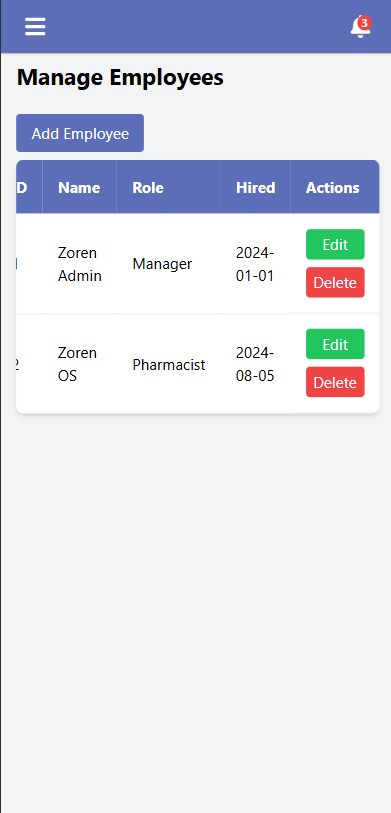 3
Manage Employees
Add Employee
D Name Role Hired Actions
Zoren Admin Manager 2024-01-01 Edit Delete
2 Zoren OS Pharmacist 2024-08-05 Edit Delete